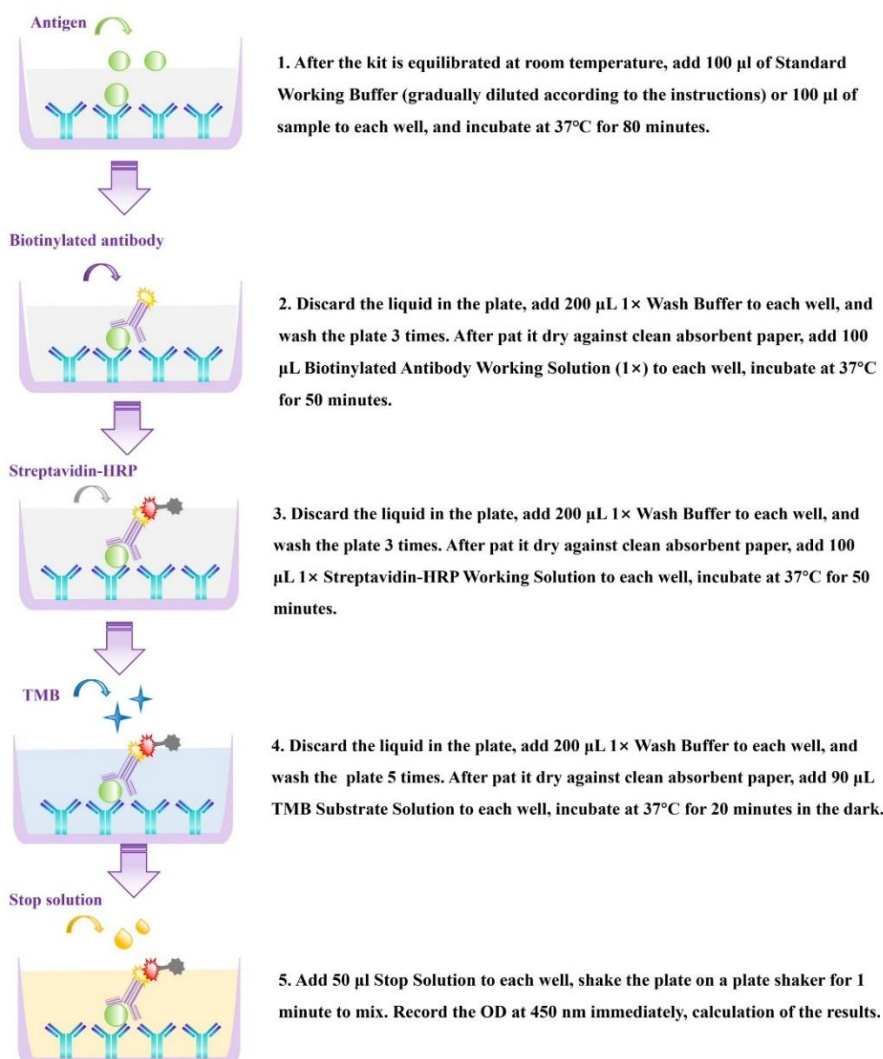 Antigen
1. After the kit is equilibrated at room temperature, add 100 μl of Standard
Working Buffer (gradually diluted according to the instructions) or 100 μl of
sample to each well, and incubate at 37℃ for 80 minutes.
Biotinylated antibody
2. Discard the liquid in the plate, add 200 μL 1× Wash Buffer to each well, and
wash the plate 3 times. After pat it dry against clean absorbent paper, add 100
μL Biotinylated Antibody Working Solution (1×) to each well, incubate at 37°C
for 50 minutes.
Streptavidin-HRP
3. Discard the liquid in the plate, add 200 μL 1× Wash Buffer to each well, and
wash the plate 3 times. After pat it dry against clean absorbent paper, add 100
μL 1× Streptavidin-HRP Working Solution to each well, incubate at 37°C for 50
minutes.
TMB
4. Discard the liquid in the plate, add 200 μL 1× Wash Buffer to each well, and
wash the plate 5 times. After pat it dry against clean absorbent paper, add 90 μL
TMB Substrate Solution to each well, incubate at 37°C for 20 minutes in the dark.
Stop solution
5. Add 50 μl Stop Solution to each well, shake the plate on a plate shaker for 1
minute to mix. Record the OD at 450 nm immediately, calculation of the results.